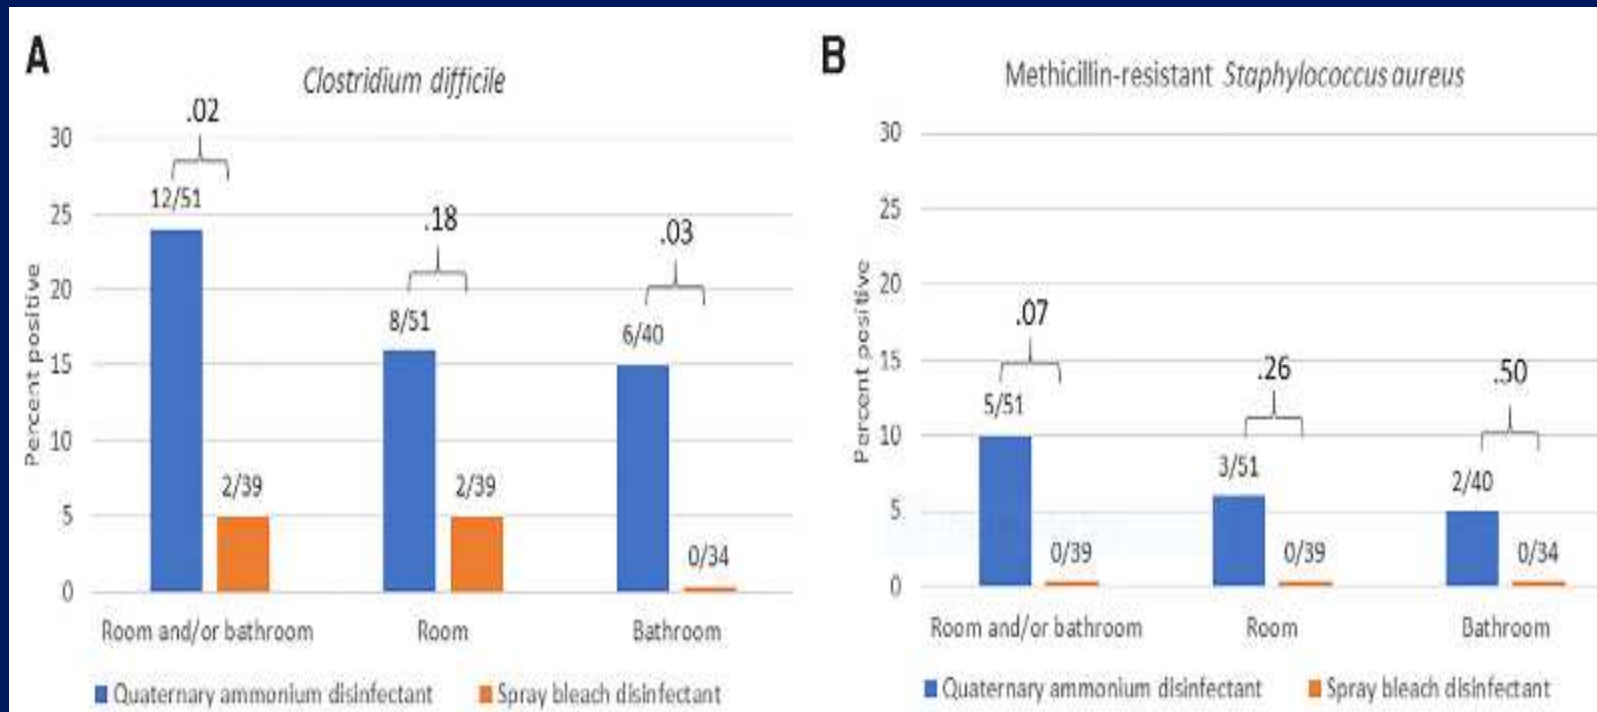 A
Clostridium difficile
.02
30
12/51
25
.18
.03
20
8/51
6/40
15
10
2/39
2/39
5
0/34
0
Percent positive
Room and/or bathroom
Room
Bathroom
Quaternary ammonium disinfectant
Spray bleach disinfectant
B
Methicillin-resistant Staphylococcus aureus
30
25
20
.07
15
.26
.50
5/51
10
3/51
2/40
5
0/39
0/39
0/34
0
Percent positive
Room and/or bathroom
Room
Bathroom
Quaternary ammonium disinfectant
Spray bleach disinfectant